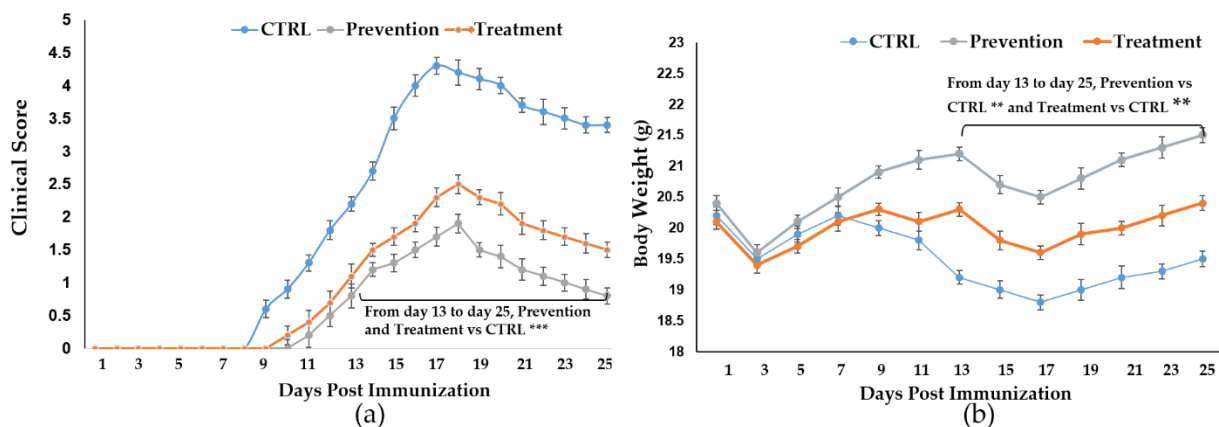 CTRL Prevention Treatment
5
4.5
4
3.5
3
2.5
2
1.5
1
0.5
0
Clinical Score
From day 13 to day 25, Prevention
and Treatment vs CTRL ***
1 3 5 7 9 11 13 15 17 19 21 23 25
Days Post Immunization
(a)
CTRL Prevention Treatment
23
22.5
22
21.5
21
20.5
20
19.5
19
18.5
18
Body Weight (g)
From day 13 to day 25, Prevention vs
CTRL ** and Treatment vs CTRL **
1 3 5 7 9 11 13 15 17 19 21 23 25
Days Post Immunization
(b)